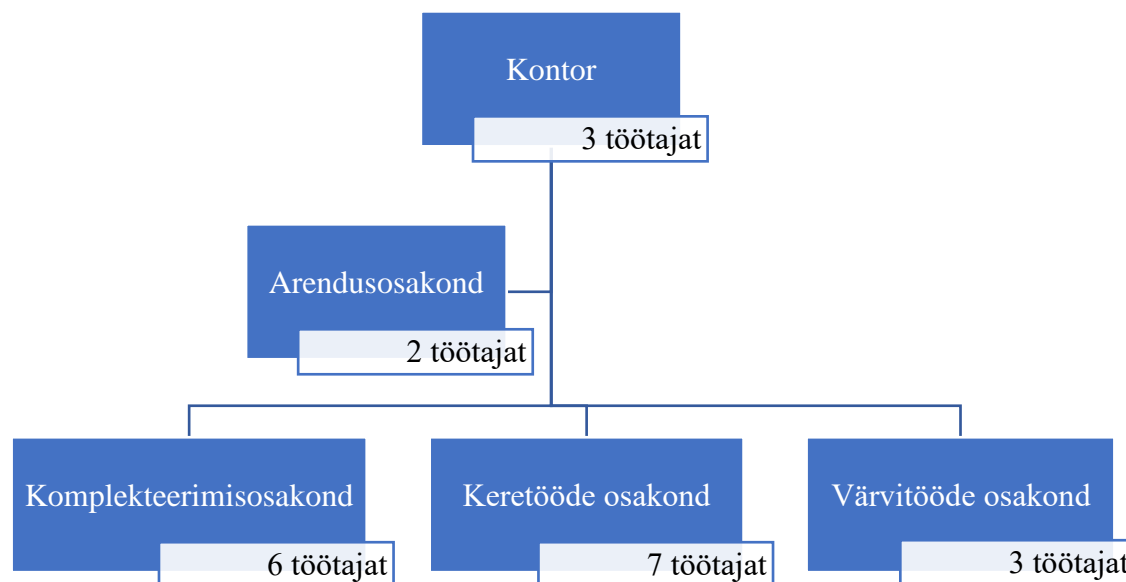 Kontor
3 töötajat
Arendusosakond
2 töötajat
Komplekteerimisosakond
6 töötajat
Keretööde osakond
7 töötajat
Värvitööde osakond
3 töötajat